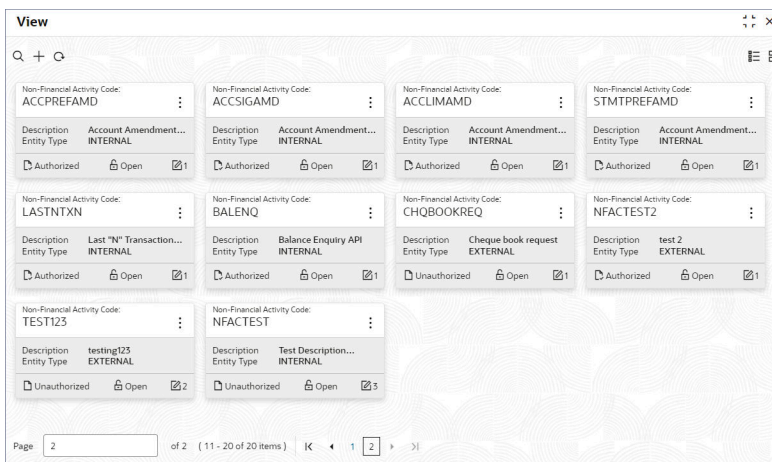 View
Non-Financial Activity Code:
ACCPREFAMD
Description Account Amendment...
Entity Type INTERNAL
Authorized Open 1
Non-Financial Activity Code:
ACCSIGAMD
Description Account Amendment...
Entity Type INTERNAL
Authorized Open 1
Non-Financial Activity Code:
ACCLIMAMD
Description Account Amendment...
Entity Type INTERNAL
Authorized Open 1
Non-Financial Activity Code:
STMTPREFAMD
Description Account Amendment...
Entity Type INTERNAL
Authorized Open 1
Non-Financial Activity Code:
LASTNTXN
Description Last "N" Transaction...
Entity Type INTERNAL
Authorized Open 1
Non-Financial Activity Code:
BALENQ
Description Balance Enquiry API
Entity Type INTERNAL
Authorized Open 1
Non-Financial Activity Code:
CHQBOOKREQ
Description Cheque book request
Entity Type EXTERNAL
Unauthorized Open 1
Non-Financial Activity Code:
NFACTEST2
Description test 2
Entity Type EXTERNAL
Authorized Open 1
Non-Financial Activity Code:
TEST123
Description testing123
Entity Type EXTERNAL
Unauthorized Open 2
Non-Financial Activity Code:
NFACTEST
Description Test Description...
Entity Type INTERNAL
Unauthorized Open 3
Page 2 of 2 (11 - 20 of 20 items) 1 2